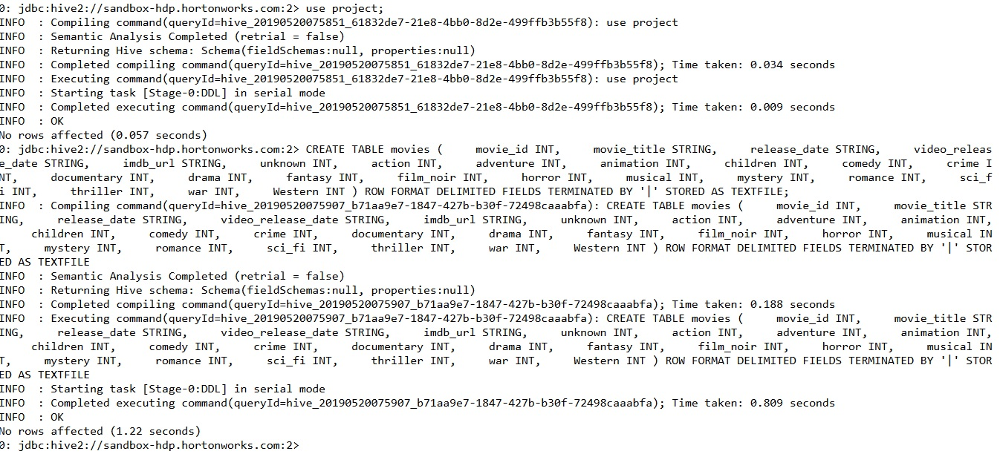 0: jdbc:hive2://sandbox-hdp.hortonworks.com:2> use project;
INFO  : Compiling command(queryId=hive_20190520075851_61832de7-21e8-4bb0-8d2e-499ffb3b55f8): use project
INFO  : Semantic Analysis Completed (retrial = false)
INFO  : Returning Hive schema: Schema(fieldSchemas:null, properties:null)
INFO  : Completed compiling command(queryId=hive_20190520075851_61832de7-21e8-4bb0-8d2e-499ffb3b55f8); Time taken: 0.034 seconds
INFO  : Executing command(queryId=hive_20190520075851_61832de7-21e8-4bb0-8d2e-499ffb3b55f8): use project
INFO  : Starting task [Stage-0:DDL] in serial mode
INFO  : Completed executing command(queryId=hive_20190520075851_61832de7-21e8-4bb0-8d2e-499ffb3b55f8); Time taken: 0.009 seconds
INFO  : OK
No rows affected (0.057 seconds)
0: jdbc:hive2://sandbox-hdp.hortonworks.com:2> CREATE TABLE movies (     movie_id INT,     movie_title STRING,     release_date STRING,     video_releas
e_date STRING,     imdb_url STRING,     unknown INT,     action INT,     adventure INT,     animation INT,     children INT,     comedy INT,     crime I
NT,     documentary INT,     drama INT,     fantasy INT,     film_noir INT,     horror INT,     musical INT,     mystery INT,     romance INT,     sci_f
i INT,     thriller INT,     war INT,     Western INT ) ROW FORMAT DELIMITED FIELDS TERMINATED BY '|' STORED AS TEXTFILE;
INFO  : Compiling command(queryId=hive_20190520075907_b71aa9e7-1847-427b-b30f-72498caaabfa): CREATE TABLE movies (     movie_id INT,     movie_title STR
ING,     release_date STRING,     video_release_date STRING,     imdb_url STRING,     unknown INT,     action INT,     adventure INT,     animation INT,
     children INT,     comedy INT,     crime INT,     documentary INT,     drama INT,     fantasy INT,     film_noir INT,     horror INT,     musical IN
T,     mystery INT,     romance INT,     sci_fi INT,     thriller INT,     war INT,     Western INT ) ROW FORMAT DELIMITED FIELDS TERMINATED BY '|' STOR
ED AS TEXTFILE
INFO  : Semantic Analysis Completed (retrial = false)
INFO  : Returning Hive schema: Schema(fieldSchemas:null, properties:null)
INFO  : Completed compiling command(queryId=hive_20190520075907_b71aa9e7-1847-427b-b30f-72498caaabfa); Time taken: 0.188 seconds
INFO  : Executing command(queryId=hive_20190520075907_b71aa9e7-1847-427b-b30f-72498caaabfa): CREATE TABLE movies (     movie_id INT,     movie_title STR
ING,     release_date STRING,     video_release_date STRING,     imdb_url STRING,     unknown INT,     action INT,     adventure INT,     animation INT,
     children INT,     comedy INT,     crime INT,     documentary INT,     drama INT,     fantasy INT,     film_noir INT,     horror INT,     musical IN
T,     mystery INT,     romance INT,     sci_fi INT,     thriller INT,     war INT,     Western INT ) ROW FORMAT DELIMITED FIELDS TERMINATED BY '|' STOR
ED AS TEXTFILE
INFO  : Starting task [Stage-0:DDL] in serial mode
INFO  : Completed executing command(queryId=hive_20190520075907_b71aa9e7-1847-427b-b30f-72498caaabfa); Time taken: 0.809 seconds
INFO  : OK
No rows affected (1.22 seconds)
0: jdbc:hive2://sandbox-hdp.hortonworks.com:2>